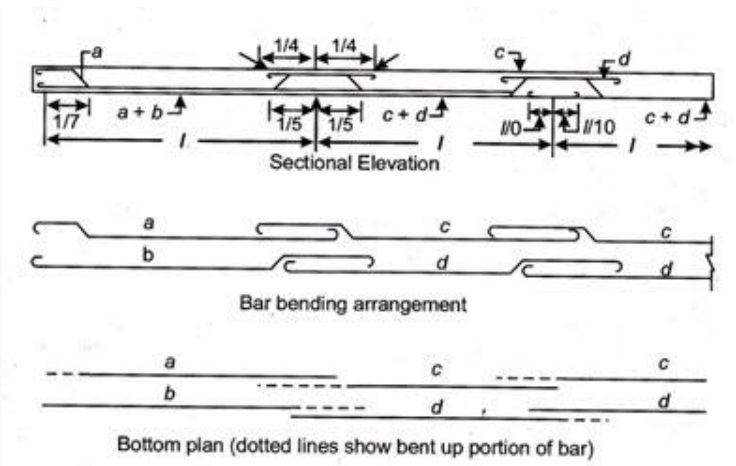 1/4 1/4
a c d
1/7 a + b 1/5 1/5 c + d l/0 l/10 c + d
l l l
Sectional Elevation
a c c
b d d
Bar bending arrangement
a c c
b d d
Bottom plan (dotted lines show bent up portion of bar)